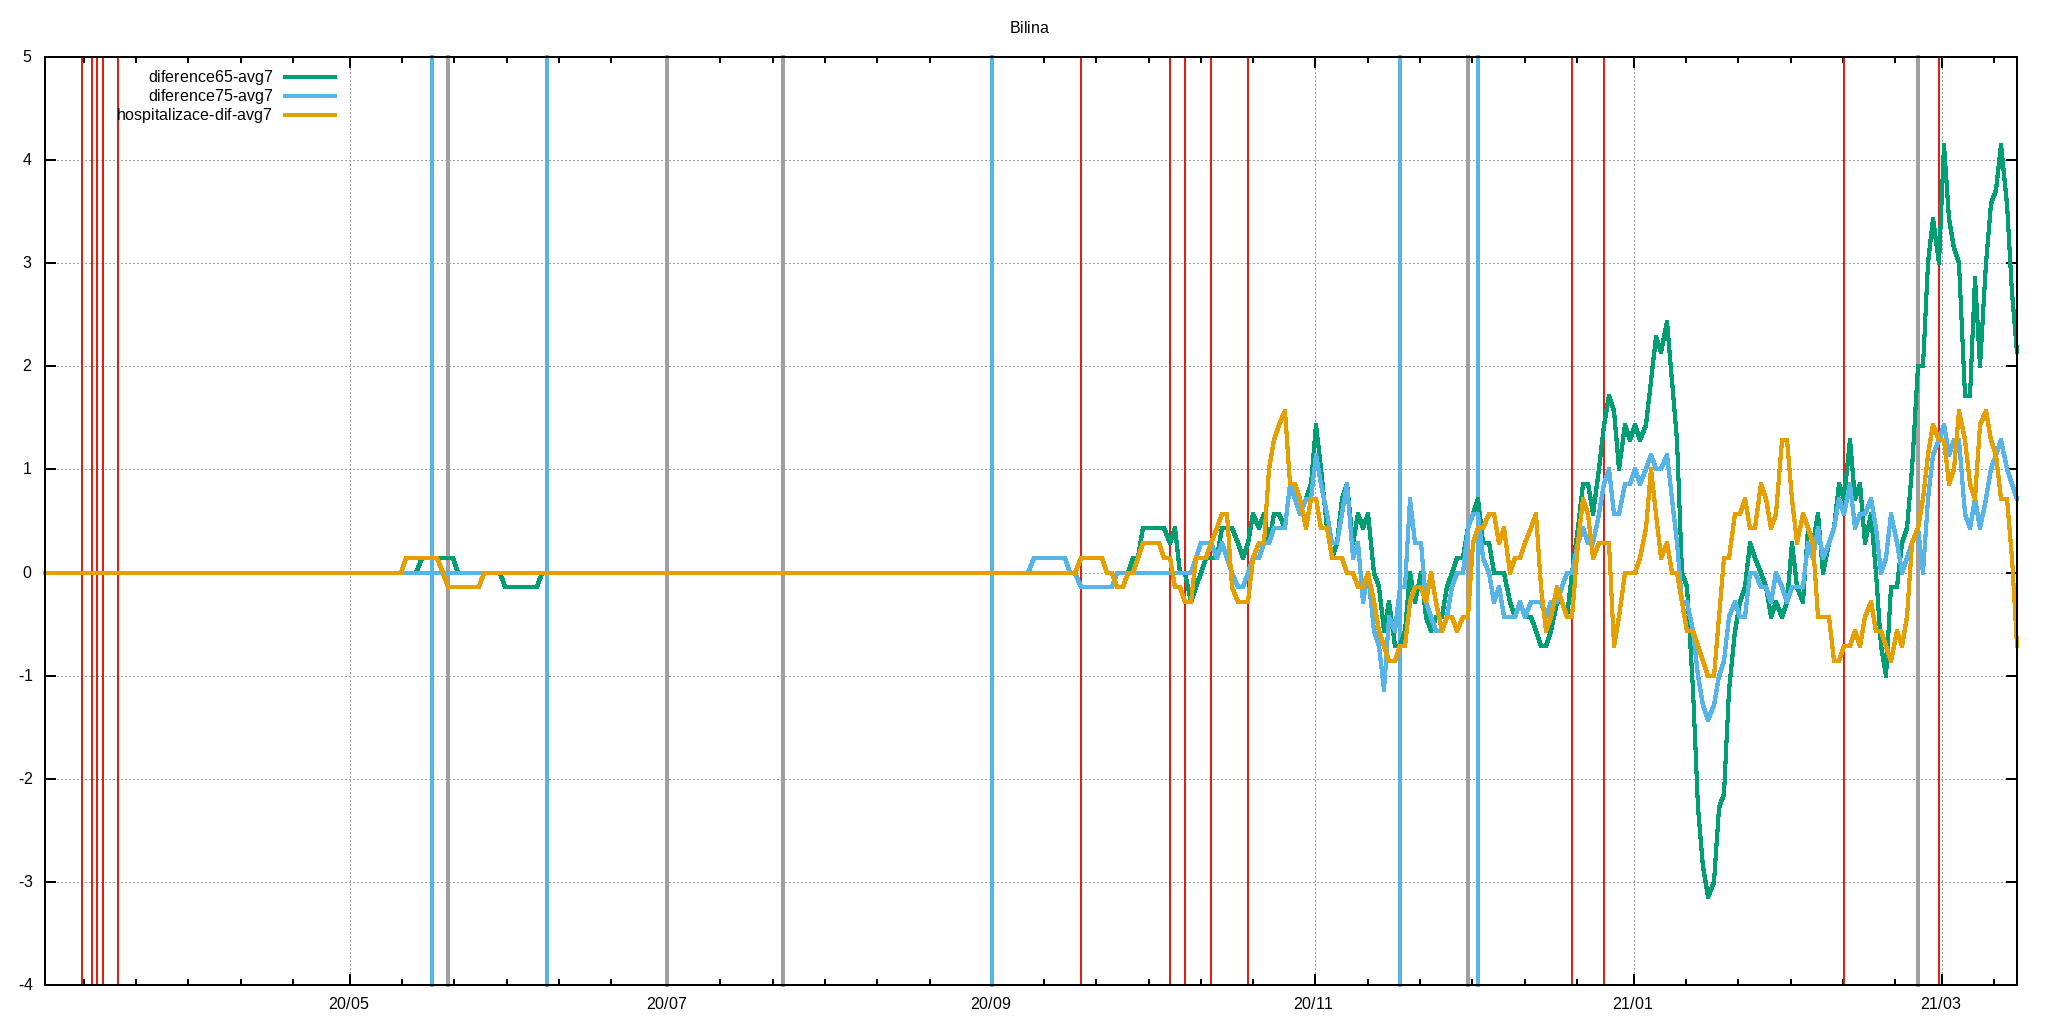 Bilina
diference65-avg7
diference75-avg7
hospitalizace-dif-avg7
5
4
3
2
1
0
-1
-2
-3
-4
20/05 20/07 20/09 20/11 21/01 21/03